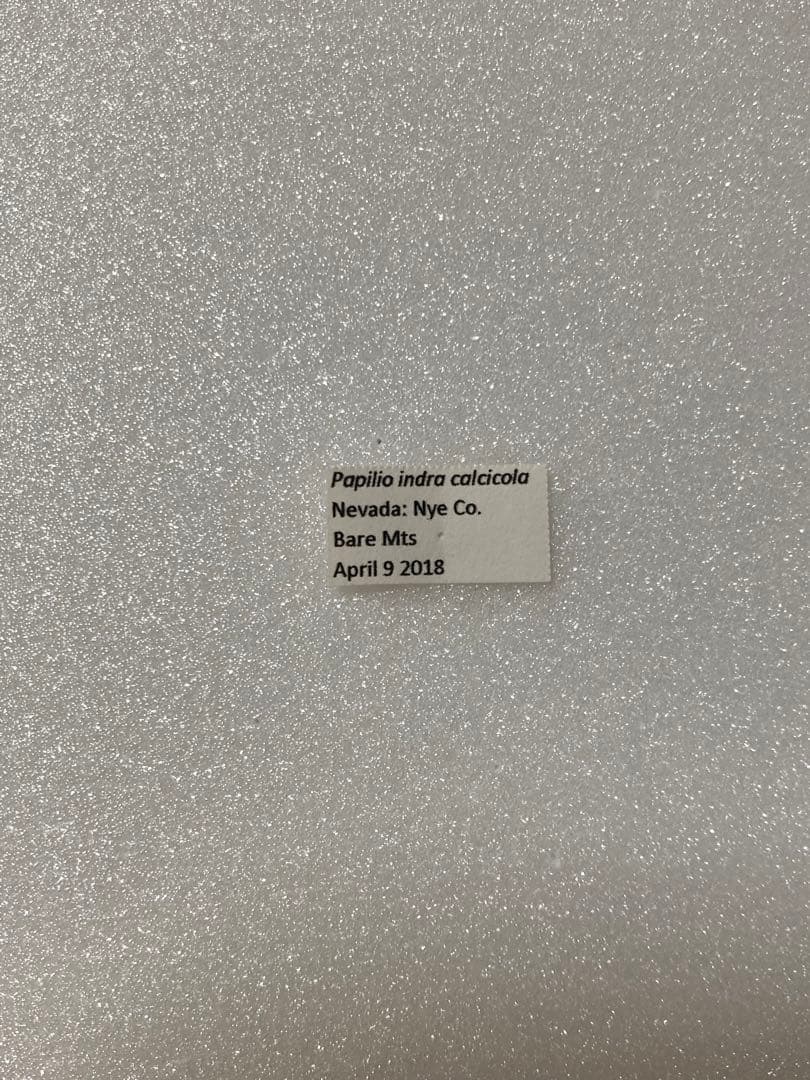 Papilio indra calcicola
Nevada: Nye Co.
Bare Mts
April 9 2018